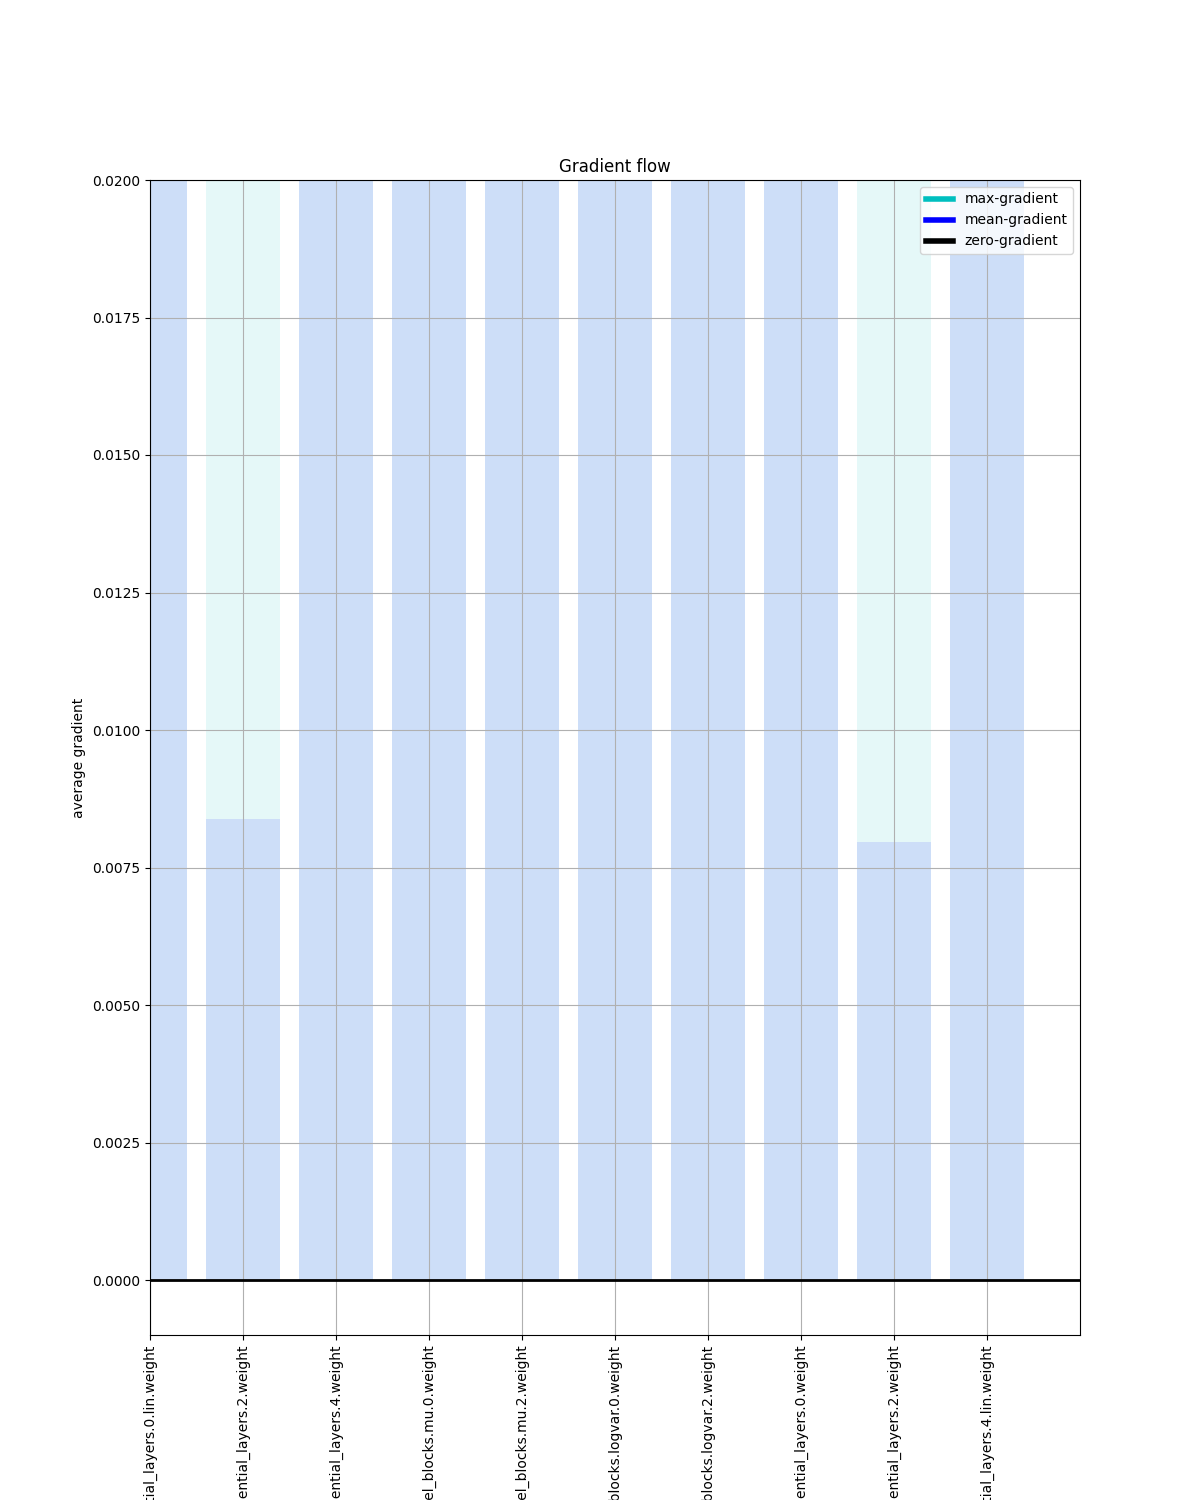 Gradient flow
max-gradient
mean-gradient
zero-gradient
average gradient
0.0200
0.0175
0.0150
0.0125
0.0100
0.0075
0.0050
0.0025
0.0000
tial_layers.0.lin.weight
ential_layers.2.weight
ential_layers.4.weight
el_blocks.mu.0.weight
el_blocks.mu.2.weight
blocks.logvar.0.weight
blocks.logvar.2.weight
ential_layers.0.weight
ential_layers.2.weight
tial_layers.4.lin.weight